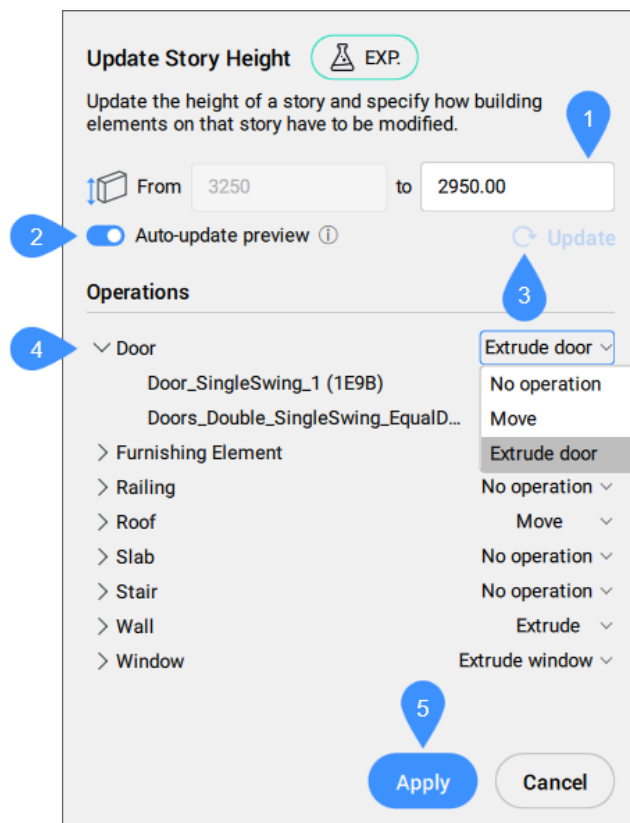 Update Story Height EXP.
Update the height of a story and specify how building
elements on that story have to be modified.
1
From 3250 to 2950.00
2 Auto-update preview Update
3
Operations
4 Door Extrude door
Door_SingleSwing_1 (1E9B) No operation
Doors_Double_SingleSwing_EqualD... Move
Furnishing Element Extrude door
Railing No operation
Roof Move
Slab No operation
Stair No operation
Wall Extrude
Window Extrude window
5
Apply Cancel